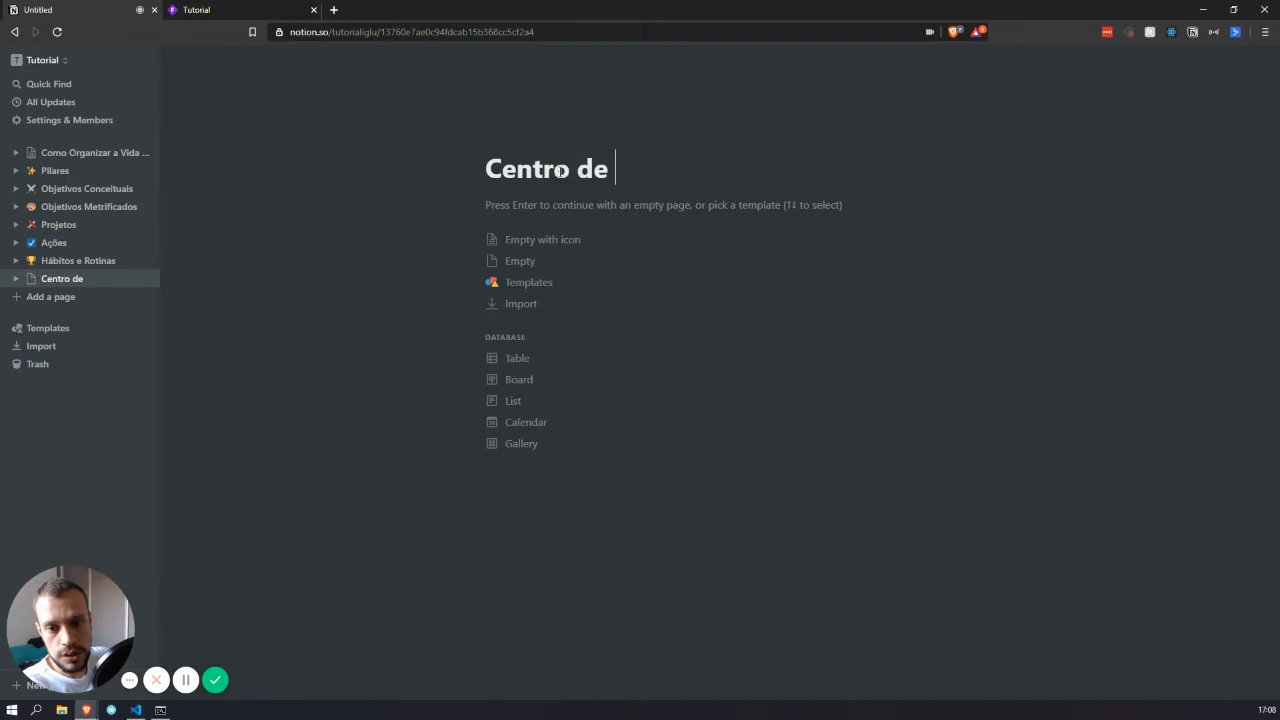 Untitled
Tutorial
notion.so/tutorialiglu/13760e7ae0c94fdcab15b368cc5cf2a4
Tutorial
Quick Find
All Updates
Settings & Members
Como Organizar a Vida ...
Pilares
Objetivos Conceituais
Objetivos Metrificados
Projetos
Ações
Hábitos e Rotinas
Centro de
Add a page
Templates
Import
Trash
Centro de
Press Enter to continue with an empty page, or pick a template (↑↓ to select)
Empty with icon
Empty
Templates
Import
DATABASE
Table
Board
List
Calendar
Gallery
17:08